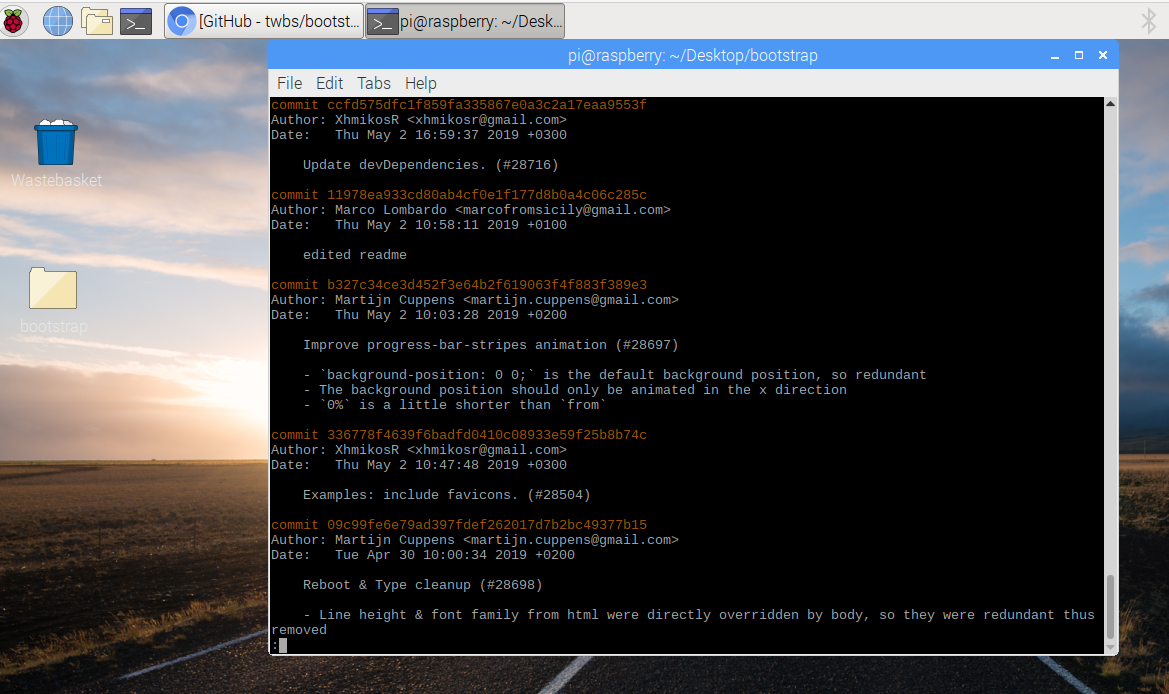 [GitHub - twbs/bootst...
pi@raspberry: ~/Desk...
pi@raspberry: ~/Desktop/bootstrap
File Edit Tabs Help
commit ccfd575dfc1f859fa335867e0a3c2a17eaa9553f
Author: XhmikosR <xhmikosr@gmail.com>
Date:   Thu May 2 16:59:37 2019 +0300
Update devDependencies. (#28716)
commit 11978ea933cd80ab4cf0e1f177d8b0a4c06c285c
Author: Marco Lombardo <marcofromsicily@gmail.com>
Date:   Thu May 2 10:58:11 2019 +0100
edited readme
commit b327c34ce3d452f3e64b2f619063f4f883f389e3
Author: Martijn Cuppens <martijn.cuppens@gmail.com>
Date:   Thu May 2 10:03:28 2019 +0200
Improve progress-bar-stripes animation (#28697)
- `background-position: 0 0;` is the default background position, so redundant
- The background position should only be animated in the x direction
- `0%` is a little shorter than `from`
commit 336778f4639f6badfd0410c08933e59f25b8b74c
Author: XhmikosR <xhmikosr@gmail.com>
Date:   Thu May 2 10:47:48 2019 +0300
Examples: include favicons. (#28504)
commit 09c99fe6e79ad397fdef262017d7b2bc49377b15
Author: Martijn Cuppens <martijn.cuppens@gmail.com>
Date:   Tue Apr 30 10:00:34 2019 +0200
Reboot & Type cleanup (#28698)
- Line height & font family from html were directly overridden by body, so they were redundant thus
removed
:
Wastebasket
bootstrap